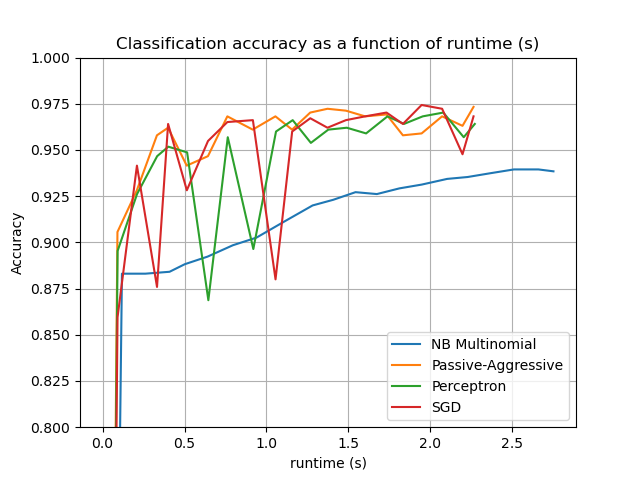 Classification accuracy as a function of runtime (s)
1.000
0.975
0.950
0.925
0.900
0.875
0.850
0.825
0.800
Accuracy
NB Multinomial
Passive-Aggressive
Perceptron
SGD
0.0 0.5 1.0 1.5 2.0 2.5
runtime (s)